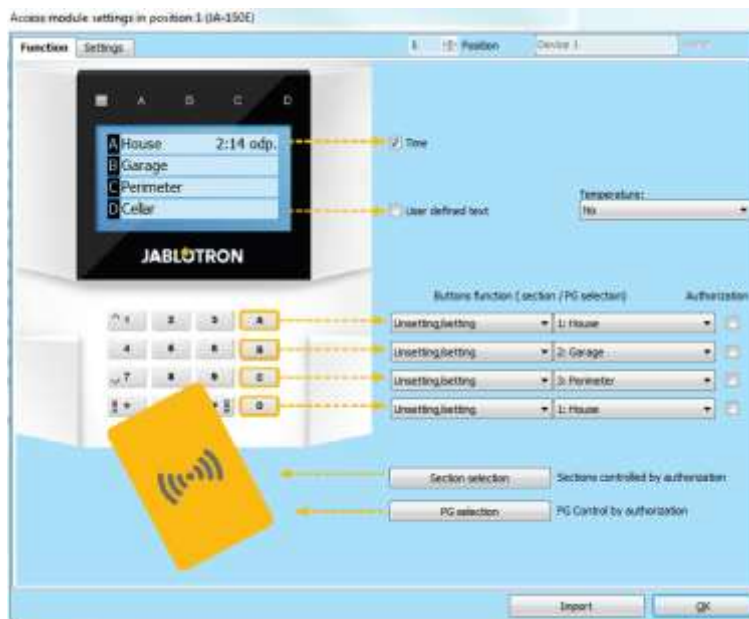 Access module settings in position 1 (JA-150E)
Function Settings 1 Position Device 1
A B C D
A House 2:14 odp.
B Garage
C Perimeter
D Cellar
JABLOTRON
Time
User defined text
Temperature:
No
Buttons function (section / PG selection) Authorization
1 2 3 A
4 5 6 B
7 8 9 C
D
Unsetting/setting 1: House
Unsetting/setting 2: Garage
Unsetting/setting 3: Perimeter
Unsetting/setting 1: House
Section selection Sections controlled by authorization
PG selection PG Control by authorization
Import OK